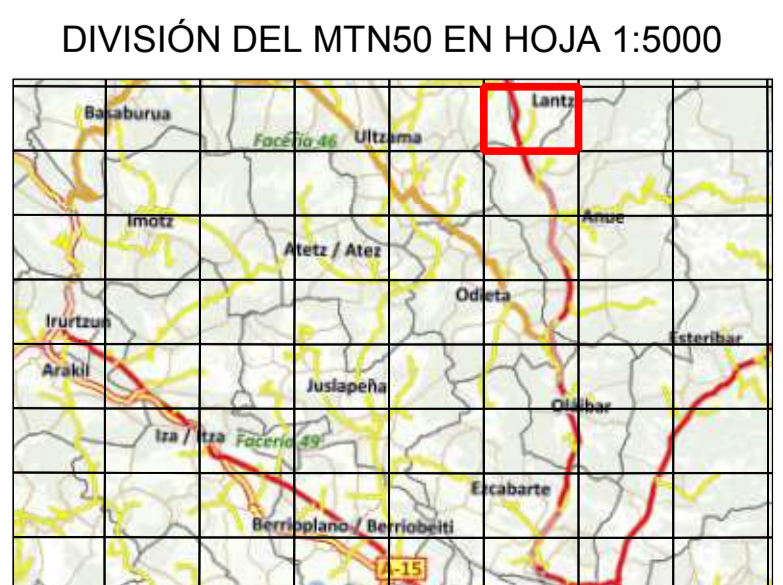 DIVISIÓN DEL MTN50 EN HOJA 1:5000
Lantz
Basaburua
Facería 46
Ultzama
Imotz
Anue
Atetz / Atez
Odieta
Irurtzun
Esteribar
Arakil
Juslapeña
Oláibar
Iza / Itza
Facería 49
Ezcabarte
Berrioplano / Berriobeiti
A-15